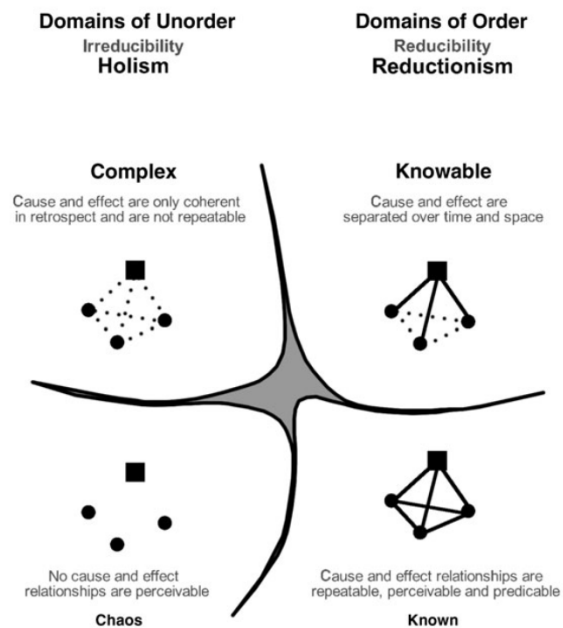 Domains of Unorder
Irreducibility
Holism
Domains of Order
Reducibility
Reductionism
Complex
Cause and effect are only coherent
in retrospect and are not repeatable
Knowable
Cause and effect are
separated over time and space
No cause and effect
relationships are perceivable
Chaos
Cause and effect relationships are
repeatable, perceivable and predicable
Known